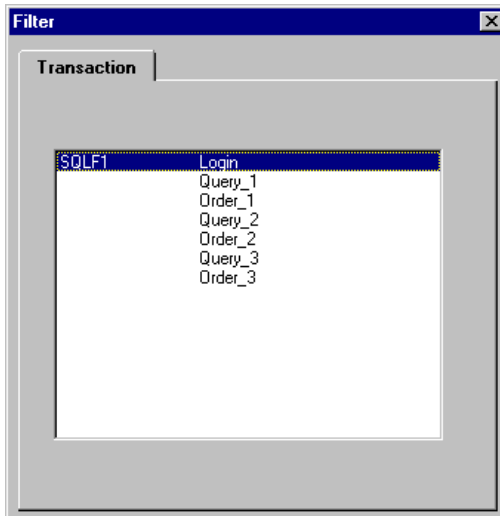 Filter
Transaction
SQLF1 Login
Query_1
Order_1
Query_2
Order_2
Query_3
Order_3